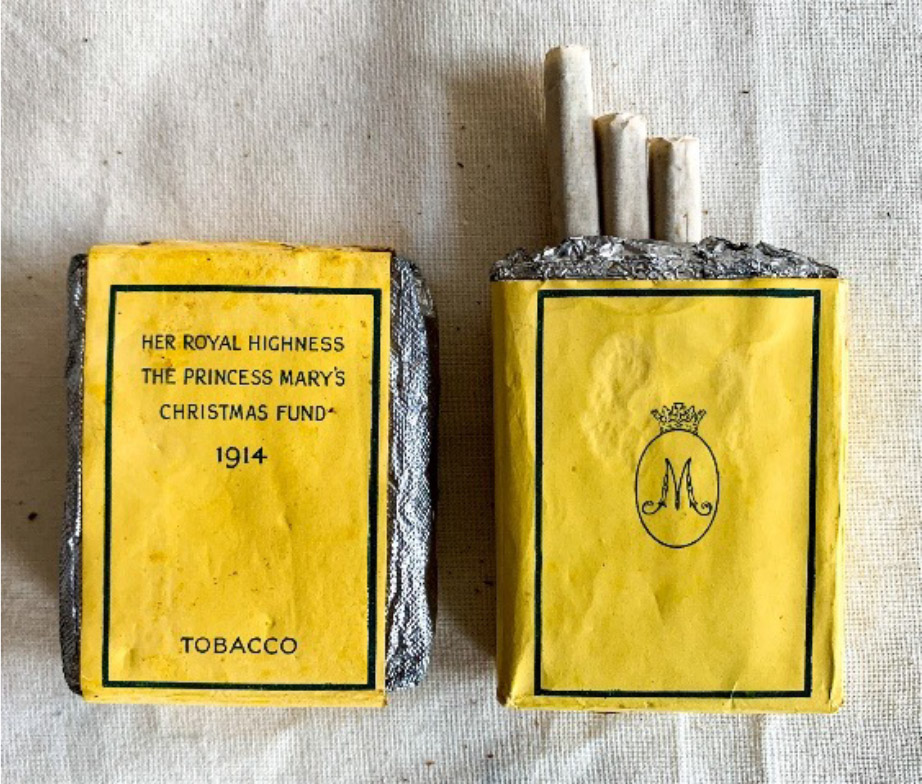 HER ROYAL HIGHNESS
THE PRINCESS MARY'S
CHRISTMAS FUND
1914
TOBACCO
M